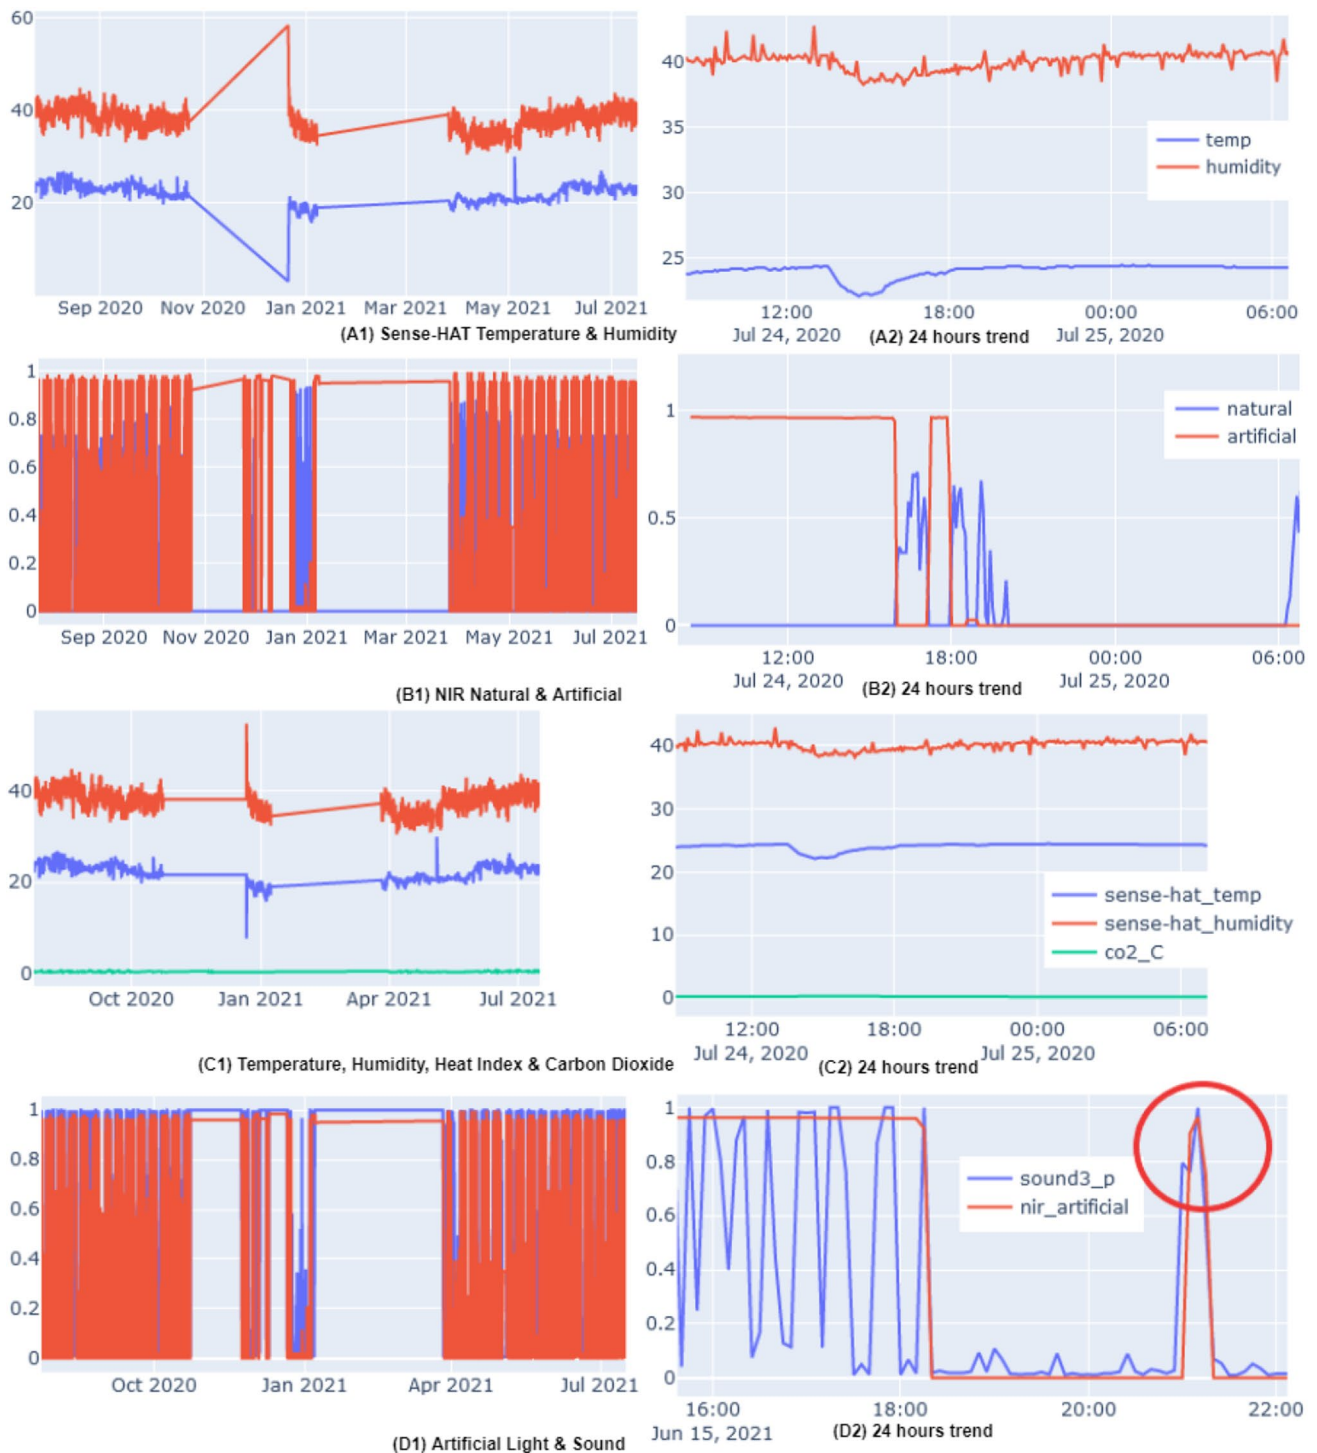 60
40
20
Sep 2020 Nov 2020 Jan 2021 Mar 2021 May 2021 Jul 2021
(A1) Sense-HAT Temperature & Humidity
40
35
30
25
temp
humidity
12:00 18:00 00:00 06:00
Jul 24, 2020 Jul 25, 2020
(A2) 24 hours trend
1
0.8
0.6
0.4
0.2
0
Sep 2020 Nov 2020 Jan 2021 Mar 2021 May 2021 Jul 2021
(B1) NIR Natural & Artificial
1
0.5
0
natural
artificial
12:00 18:00 00:00 06:00
Jul 24, 2020 Jul 25, 2020
(B2) 24 hours trend
40
20
0
Oct 2020 Jan 2021 Apr 2021 Jul 2021
(C1) Temperature, Humidity, Heat Index & Carbon Dioxide
40
30
20
10
0
sense-hat_temp
sense-hat_humidity
co2_C
12:00 18:00 00:00 06:00
Jul 24, 2020 Jul 25, 2020
(C2) 24 hours trend
1
0.8
0.6
0.4
0.2
0
Oct 2020 Jan 2021 Apr 2021 Jul 2021
(D1) Artificial Light & Sound
1
0.8
0.6
0.4
0.2
0
sound3_p
nir_artificial
16:00 18:00 20:00 22:00
Jun 15, 2021
(D2) 24 hours trend